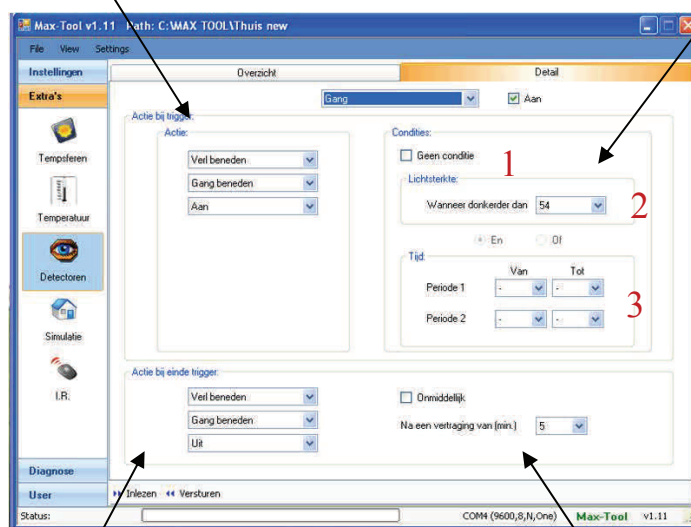 Max-Tool v1.11 Path: C:\MAX TOOL\Thuis new
File View Settings
Instellingen
Overzicht Detail
Extra's
Gang Aan
Actie bij trigger:
Actie: Condities:
Verl beneden Geen conditie 1
Tempsferen
Gang beneden Lichtsterkte:
Aan Wanneer donkerder dan 54 2
Temperatuur
En Of
Tijd:
Detectoren
Van Tot
Periode 1 - -
Periode 2 - - 3
Simulatie
Actie bij einde trigger:
I.R.
Verl beneden Onmiddelijk
Gang beneden Na een vertraging van (min.) 5
Uit
Diagnose
User Inlezen Versturen
Status: COM4 (9600,8,N,One) Max-Tool v1.11